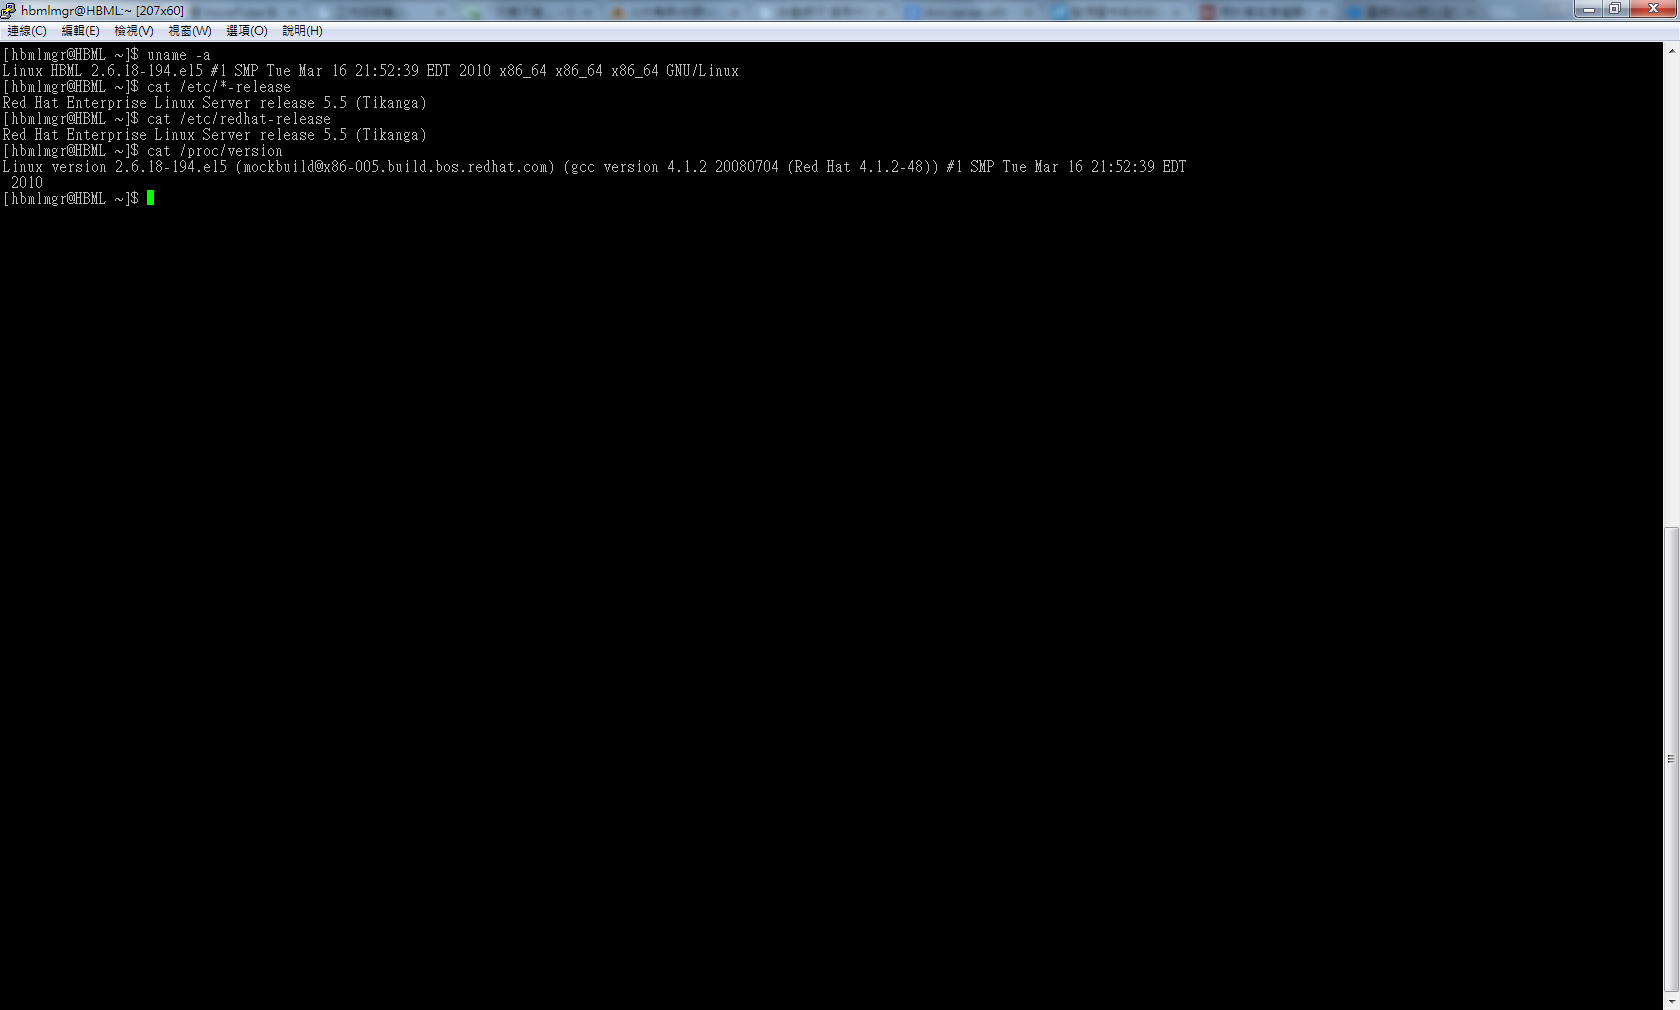 hbmlmgr@HBML:~ [207x60]
連線(C) 編輯(E) 檢視(V) 視窗(W) 選項(O) 說明(H)
[hbmlmgr@HBML ~]$ uname -a
Linux HBML 2.6.18-194.el5 #1 SMP Tue Mar 16 21:52:39 EDT 2010 x86_64 x86_64 x86_64 GNU/Linux
[hbmlmgr@HBML ~]$ cat /etc/*-release
Red Hat Enterprise Linux Server release 5.5 (Tikanga)
[hbmlmgr@HBML ~]$ cat /etc/redhat-release
Red Hat Enterprise Linux Server release 5.5 (Tikanga)
[hbmlmgr@HBML ~]$ cat /proc/version
Linux version 2.6.18-194.el5 (mockbuild@x86-005.build.bos.redhat.com) (gcc version 4.1.2 20080704 (Red Hat 4.1.2-48)) #1 SMP Tue Mar 16 21:52:39 EDT
2010
[hbmlmgr@HBML ~]$